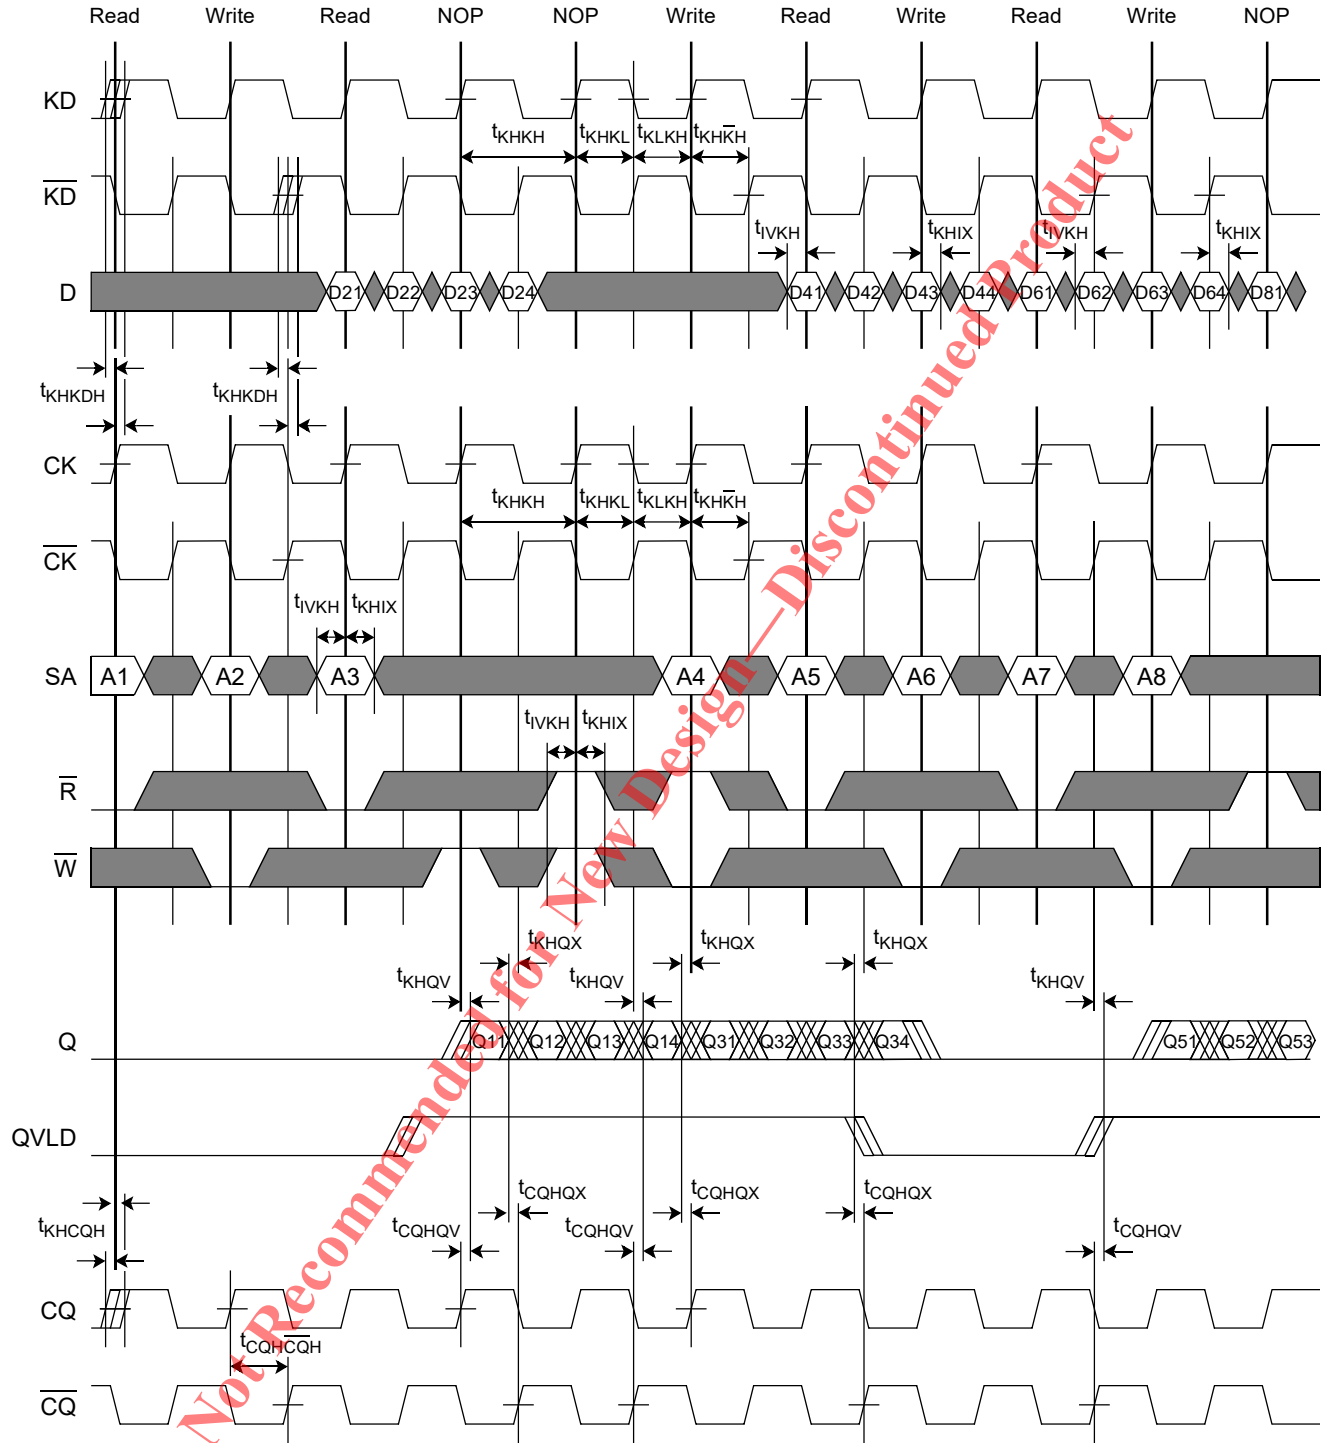 Read Write Read NOP NOP Write Read Write Read Write NOP
KD
tKHKH tKHKL tKLKH tKHK̅H
K̅D̅
tIVKH tKHIX tIVKH tKHIX
D D21 D22 D23 D24 D41 D42 D43 D44 D61 D62 D63 D64 D81
tKHKDH tKHKDH
CK
tKHKH tKHKL tKLKH tKHK̅H
C̅K̅
tIVKH tKHIX
SA A1 A2 A3 A4 A5 A6 A7 A8
tIVKH tKHIX
R̅
W̅
tKHQX tKHQX tKHQX
tKHQV tKHQV tKHQV
Q Q11 Q12 Q13 Q14 Q31 Q32 Q33 Q34 Q51 Q52 Q53
QVLD
tCQHQX tCQHQX tCQHQX
tKHCQH tCQHQV tCQHQV tCQHQV
CQ
tCQHC̅Q̅H
C̅Q̅
Not Recommended for New Design—Discontinued Product